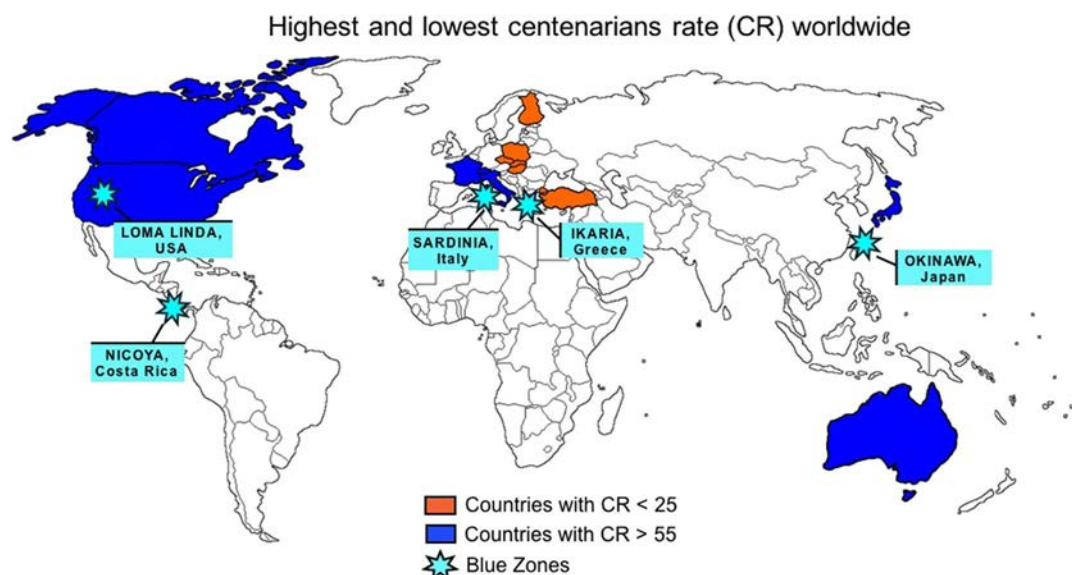 Highest and lowest centenarians rate (CR) worldwide
LOMA LINDA,
USA
SARDINIA,
Italy
IKARIA,
Greece
OKINAWA,
Japan
NICOYA,
Costa Rica
Countries with CR < 25
Countries with CR > 55
Blue Zones